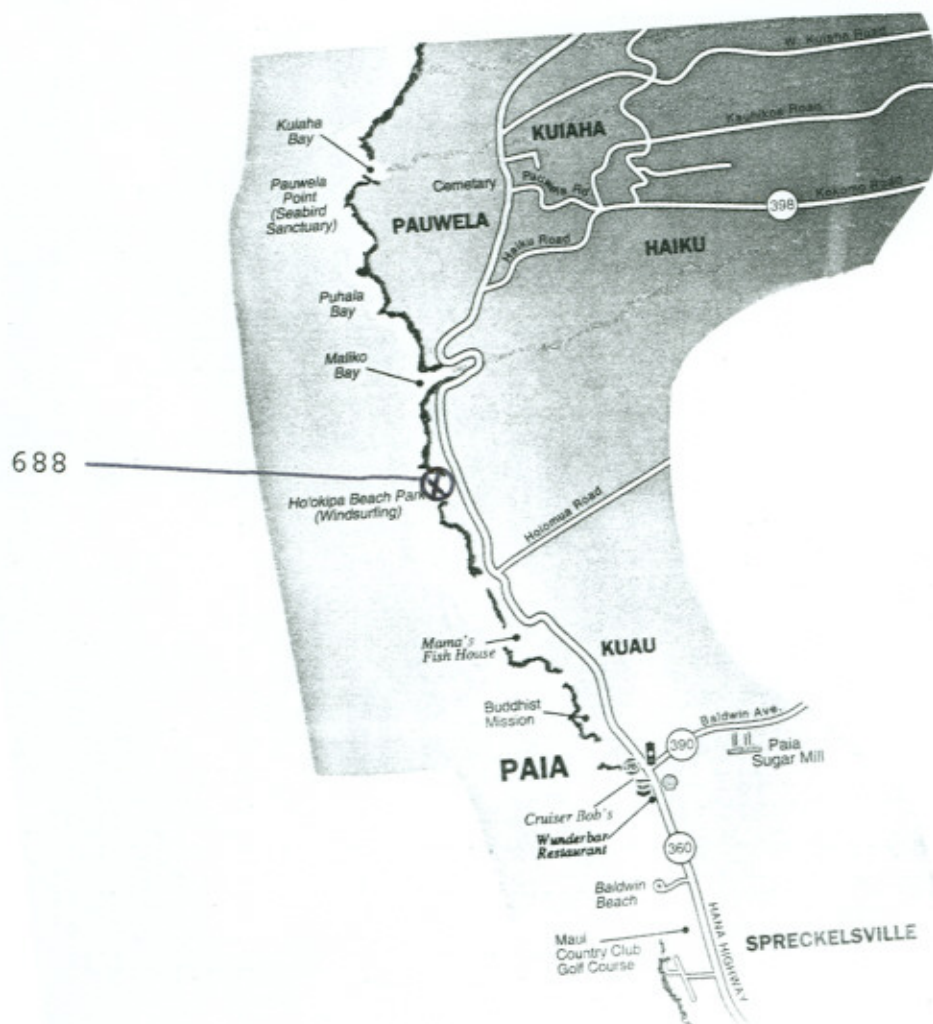 W. Kuiaha Road
Kuiaha
Bay
KUIAHA
Kauhikoa Road
Pauwela
Point
(Seabird
Sanctuary)
Cemetery
Pauwela Rd
Kokomo Road
398
PAUWELA
Haiku Road
HAIKU
Puhala
Bay
Maliko
Bay
688
Ho'okipa Beach Park
(Windsurfing)
Holomua Road
Mama's
Fish House
KUAU
Buddhist
Mission
Baldwin Ave.
390
Paia
Sugar Mill
PAIA
Cruiser Bob's
Wunderbar
Restaurant
360
Baldwin
Beach
HANA HIGHWAY
Maui
Country Club
Golf Course
SPRECKELSVILLE